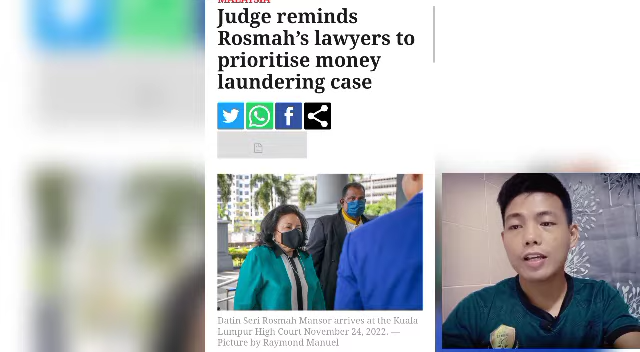 MALAYSIA
Judge reminds
Rosmah’s lawyers to
prioritise money
laundering case
Datin Seri Rosmah Mansor arrives at the Kuala
Lumpur High Court November 24, 2022. —
Picture by Raymond Manuel